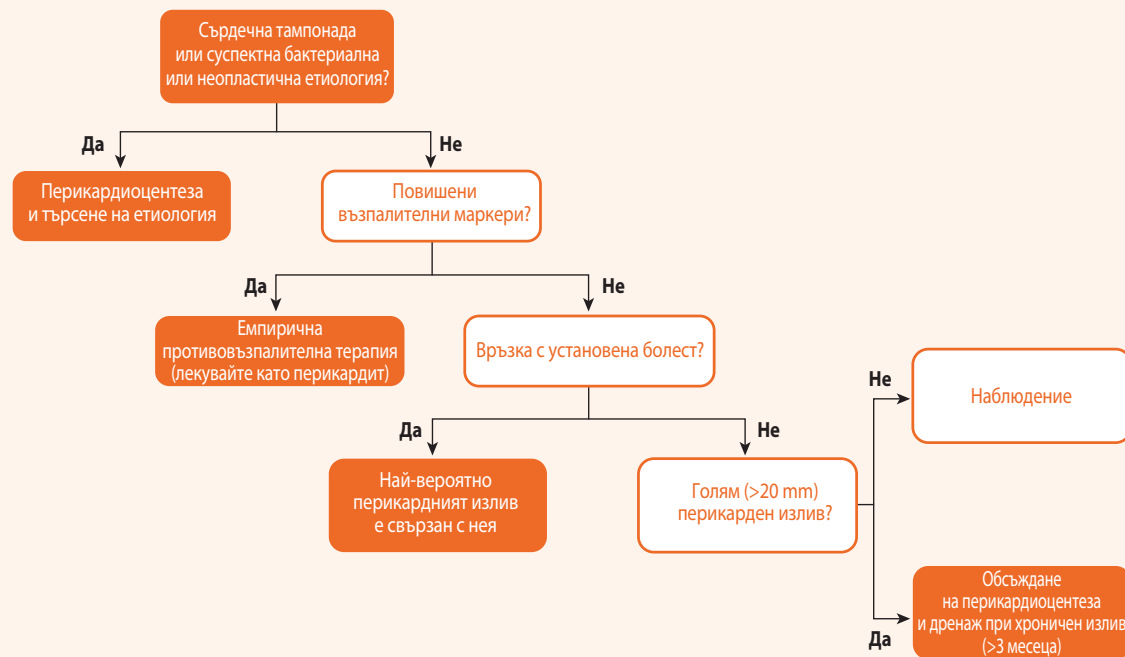 Сърдечна тампонада
или суспектна бактериална
или неопластична етиология?
Да
Не
Перикардиоцентеза
и търсене на етиология
Повишени
възпалителни маркери?
Да
Не
Емпирична
противовъзпалителна терапия
(лекувайте като перикардит)
Връзка с установена болест?
Да
Не
Най-вероятно
перикардният излив
е свързан с нея
Голям (>20 mm)
перикарден излив?
Не
Наблюдение
Да
Обсъждане
на перикардиоцентеза
и дренаж при хроничен излив
(>3 месеца)